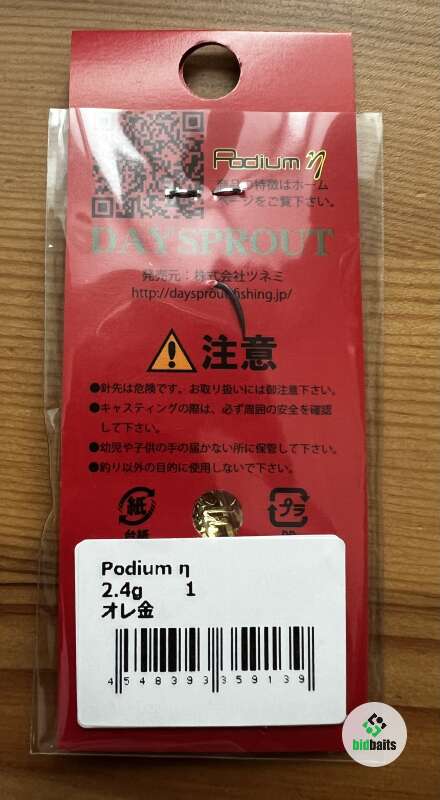 Podium η
商品の特徴はホーム
ページをご覧下さい。
DAYSPROUT
発売元：株式会社ツネミ
http://daysproutfishing.jp/
注意
●針先は危険です、お取り扱いには御注意下さい。
●キャスティングの際は、必ず周囲の安全を確認
して下さい。
●幼児や子供の手の届かない所に保管して下さい。
●釣り以外の目的に使用しないで下さい。
紙 プラ
台紙
Podium η
2.4g 1
オレ金
4 548393 359139
bidbaits